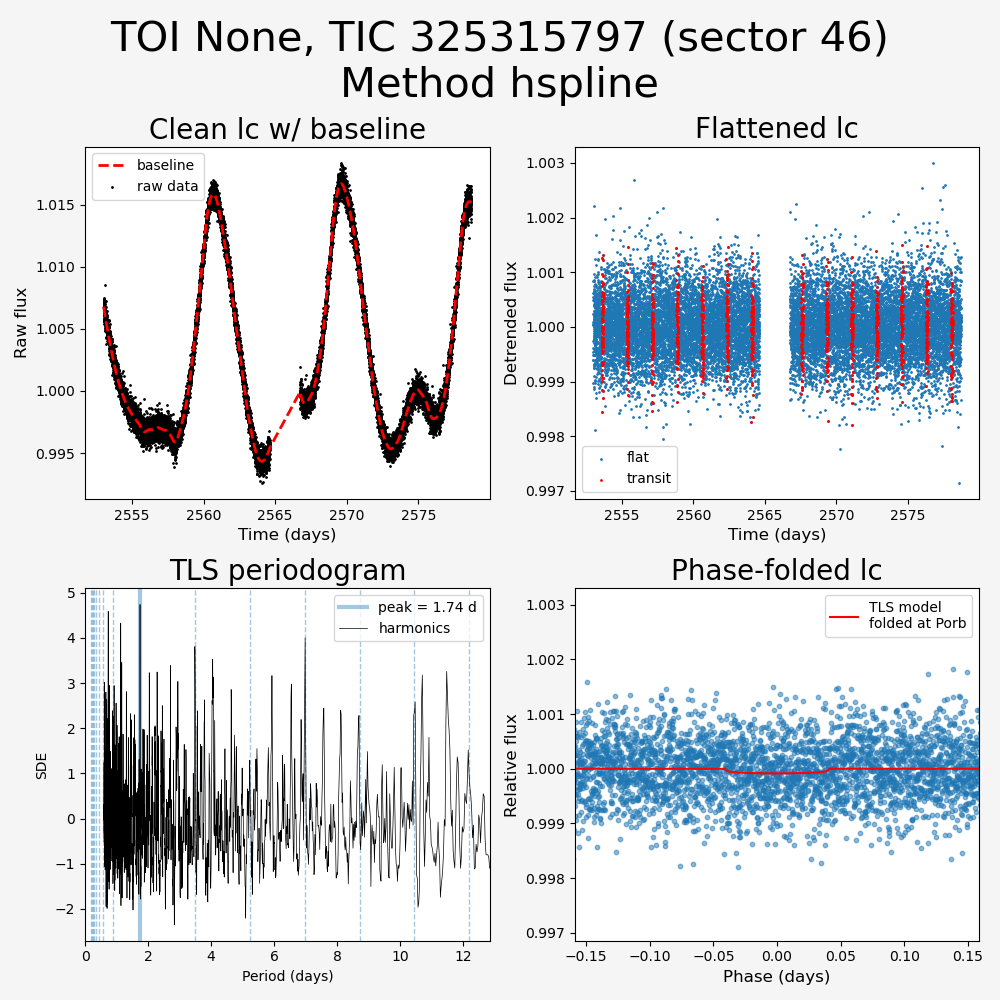 TOI None, TIC 325315797 (sector 46)
Method hspline
Clean lc w/ baseline
baseline
raw data
1.015
1.010
1.005
1.000
0.995
Raw flux
2555
2560
2565
2570
2575
Time (days)
Flattened lc
1.003
1.002
1.001
1.000
0.999
0.998
0.997
Detrended flux
flat
transit
2555
2560
2565
2570
2575
Time (days)
TLS periodogram
peak = 1.74 d
harmonics
5
4
3
2
1
0
−1
−2
SDE
0
2
4
6
8
10
12
Period (days)
Phase-folded lc
TLS model
folded at Porb
1.003
1.002
1.001
1.000
0.999
0.998
0.997
Relative flux
−0.15
−0.10
−0.05
0.00
0.05
0.10
0.15
Phase (days)